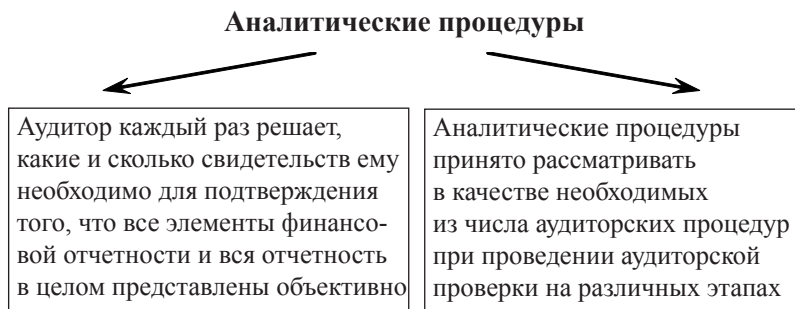 Аналитические процедуры
Аудитор каждый раз решает,
какие и сколько свидетельств ему
необходимо для подтверждения
того, что все элементы финансо-
вой отчетности и вся отчетность
в целом представлены объективно
Аналитические процедуры
принято рассматривать
в качестве необходимых
из числа аудиторских процедур
при проведении аудиторской
проверки на различных этапах